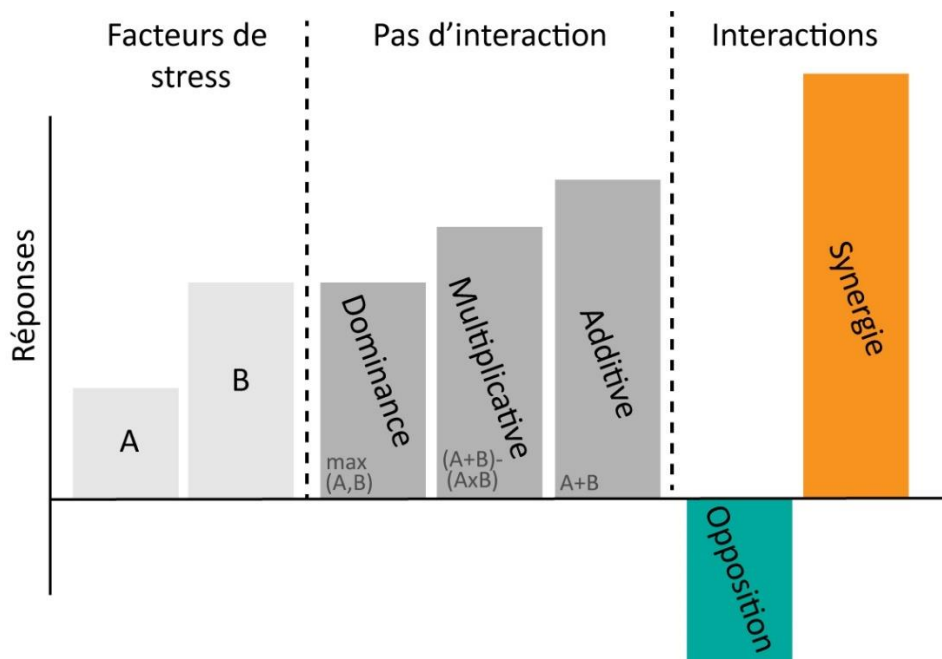 Facteurs de
stress
Pas d’interaction
Interactions
Réponses
A
B
Dominance
max
(A,B)
Multiplicative
(A+B)-
(AxB)
Additive
A+B
Opposition
Synergie